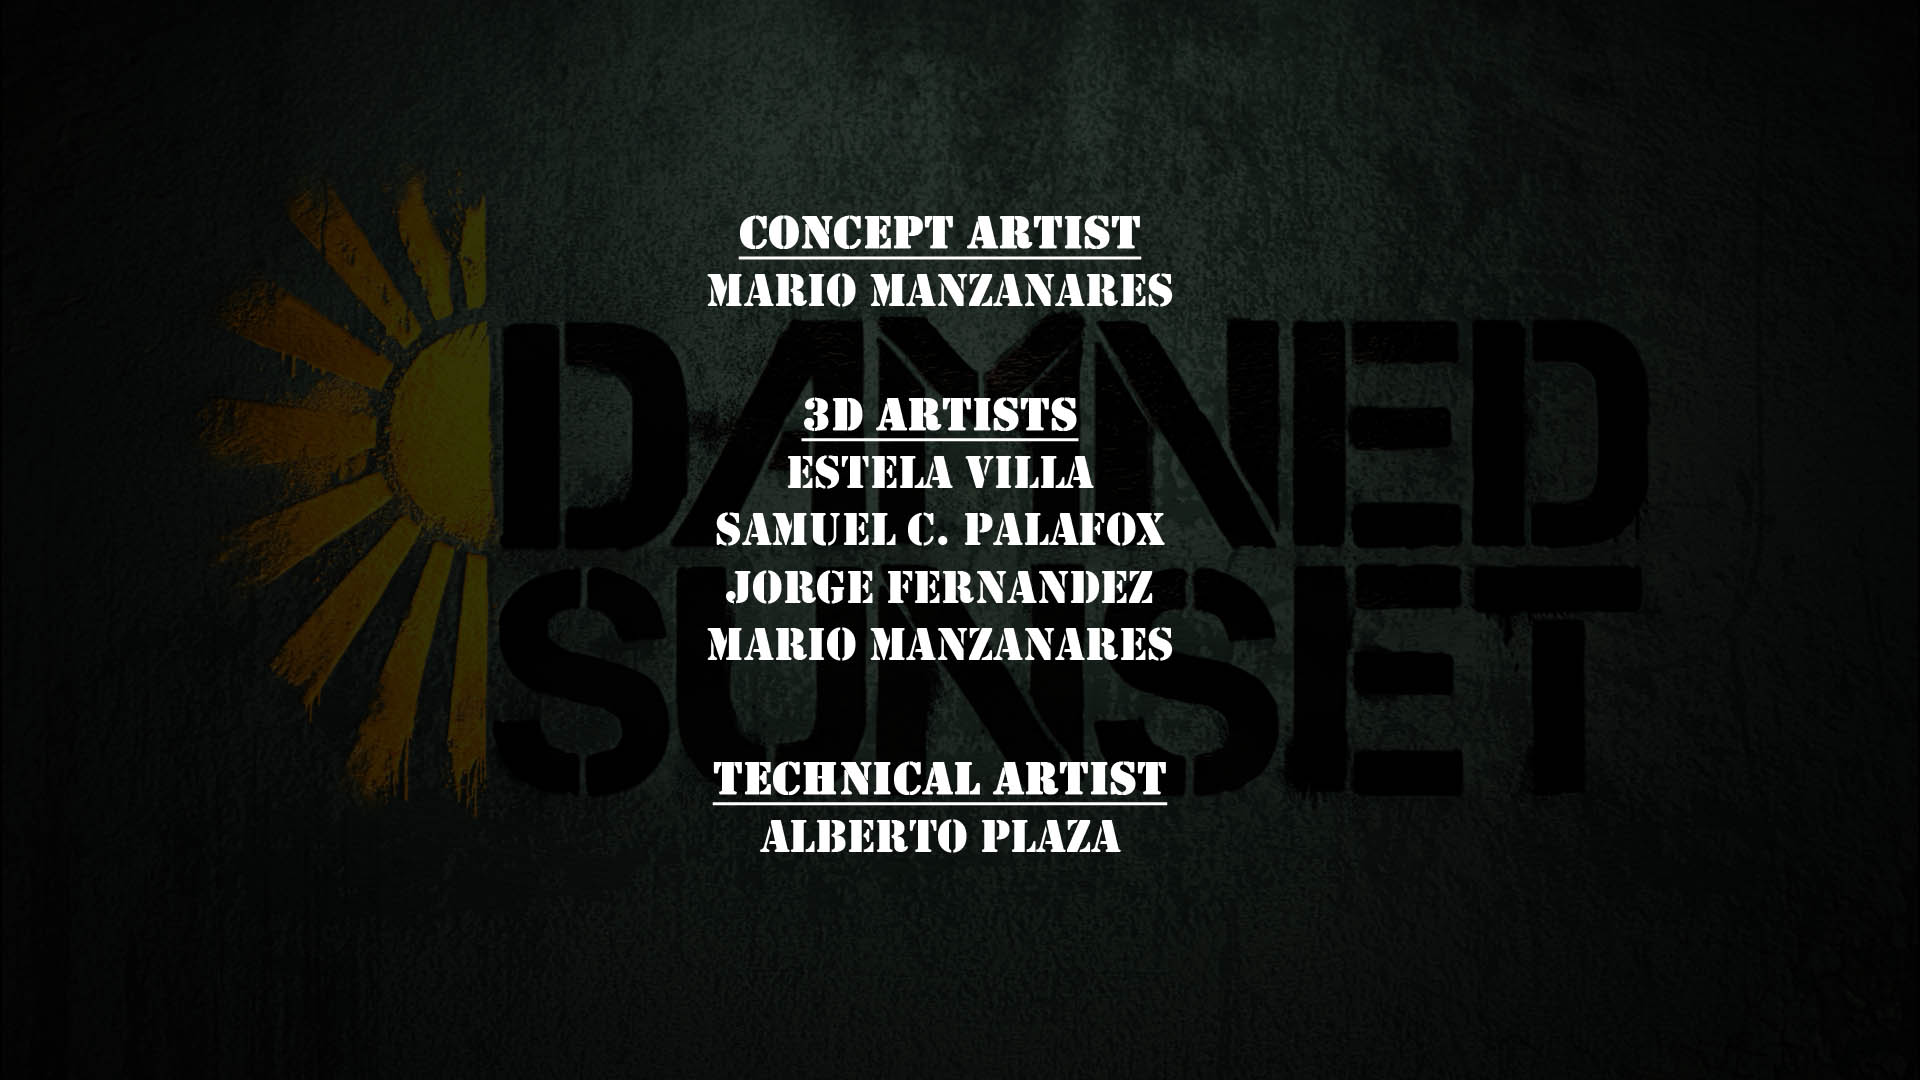 CONCEPT ARTIST
MARIO MANZANARES
3D ARTISTS
ESTELA VILLA
SAMUEL C. PALAFOX
JORGE FERNANDEZ
MARIO MANZANARES
TECHNICAL ARTIST
ALBERTO PLAZA
DAMNED
SUNSET